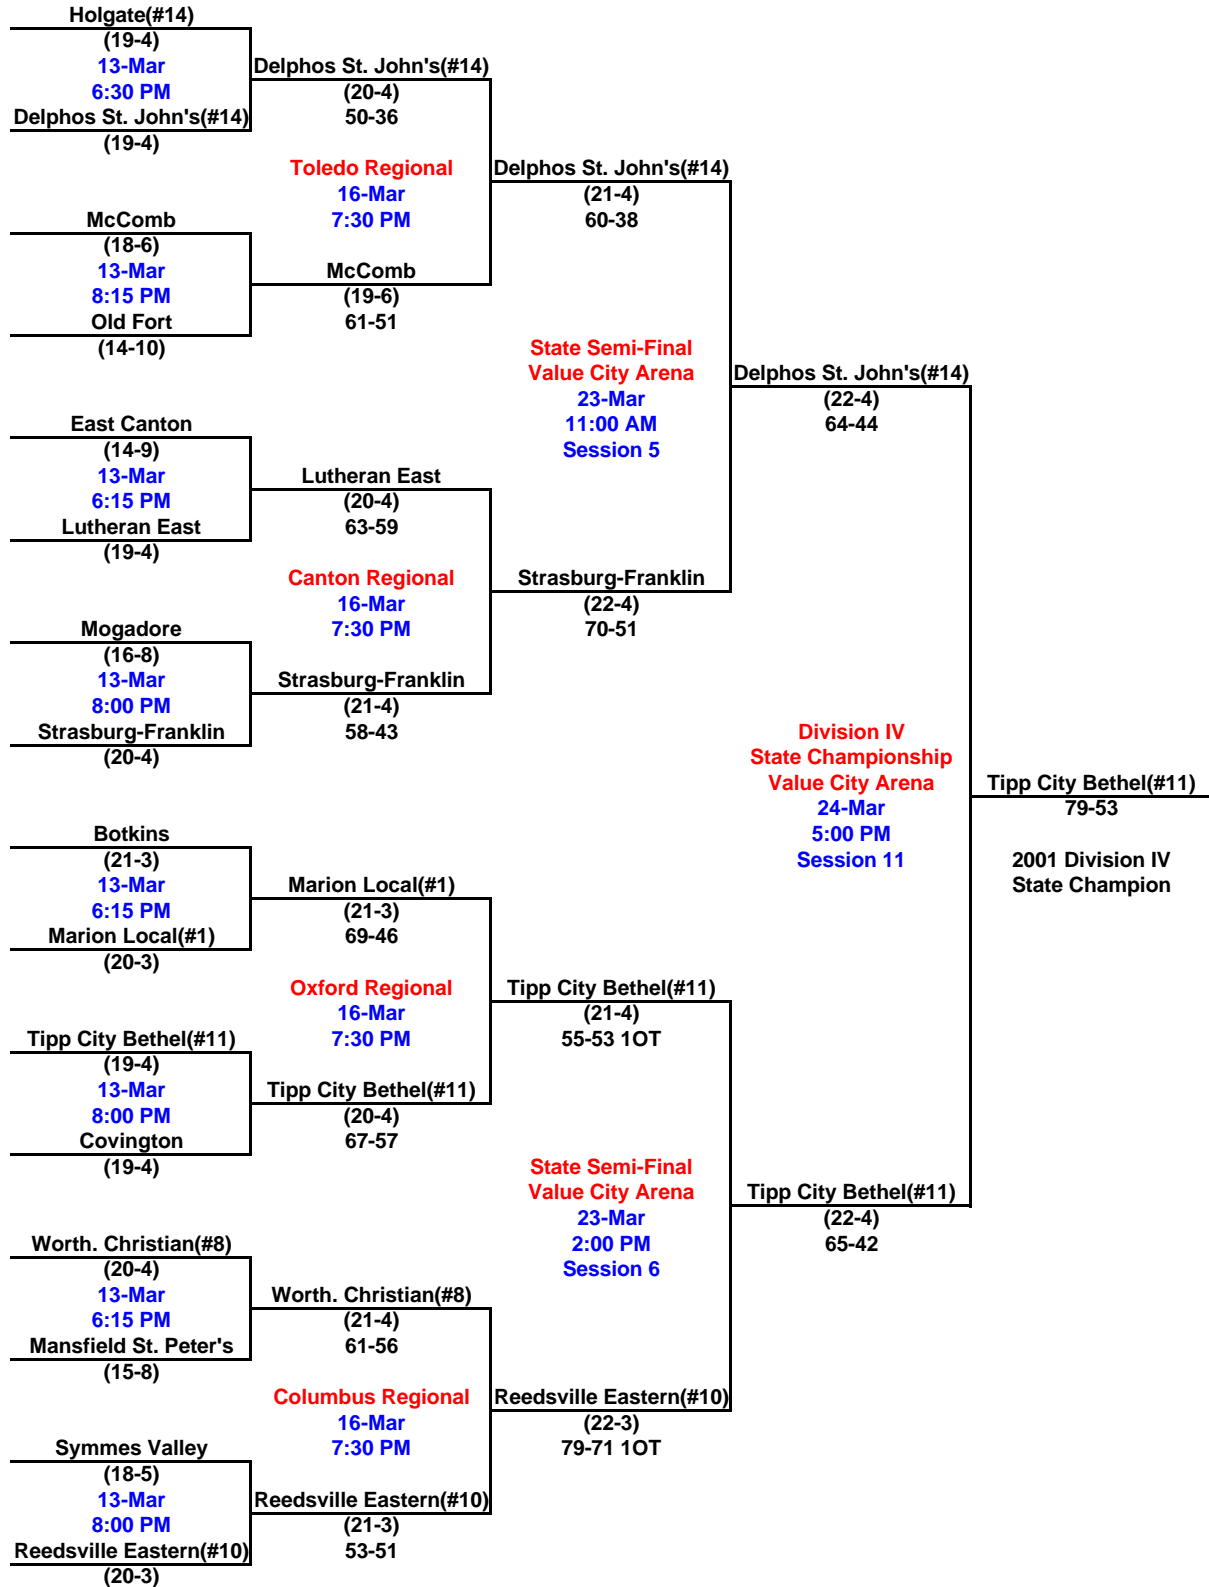 Holgate(#14)
(19-4)
13-Mar
6:30 PM
Delphos St. John's(#14)
(19-4)
McComb
(18-6)
13-Mar
8:15 PM
Old Fort
(14-10)
East Canton
(14-9)
13-Mar
6:15 PM
Lutheran East
(19-4)
Mogadore
(16-8)
13-Mar
8:00 PM
Strasburg-Franklin
(20-4)
Botkins
(21-3)
13-Mar
6:15 PM
Marion Local(#1)
(20-3)
Tipp City Bethel(#11)
(19-4)
13-Mar
8:00 PM
Covington
(19-4)
Worth. Christian(#8)
(20-4)
13-Mar
6:15 PM
Mansfield St. Peter's
(15-8)
Symmes Valley
(18-5)
13-Mar
8:00 PM
Reedsville Eastern(#10)
(20-3)
Delphos St. John's(#14)
(20-4)
50-36
Toledo Regional
16-Mar
7:30 PM
McComb
(19-6)
61-51
Lutheran East
(20-4)
63-59
Canton Regional
16-Mar
7:30 PM
Strasburg-Franklin
(21-4)
58-43
Marion Local(#1)
(21-3)
69-46
Oxford Regional
16-Mar
7:30 PM
Tipp City Bethel(#11)
(20-4)
67-57
Worth. Christian(#8)
(21-4)
61-56
Columbus Regional
16-Mar
7:30 PM
Reedsville Eastern(#10)
(21-3)
53-51
Delphos St. John's(#14)
(21-4)
60-38
State Semi-Final
Value City Arena
23-Mar
11:00 AM
Session 5
Strasburg-Franklin
(22-4)
70-51
Tipp City Bethel(#11)
(21-4)
55-53 1OT
State Semi-Final
Value City Arena
23-Mar
2:00 PM
Session 6
Reedsville Eastern(#10)
(22-3)
79-71 1OT
Delphos St. John's(#14)
(22-4)
64-44
Division IV
State Championship
Value City Arena
24-Mar
5:00 PM
Session 11
Tipp City Bethel(#11)
(22-4)
65-42
Tipp City Bethel(#11)
79-53
2001 Division IV
State Champion